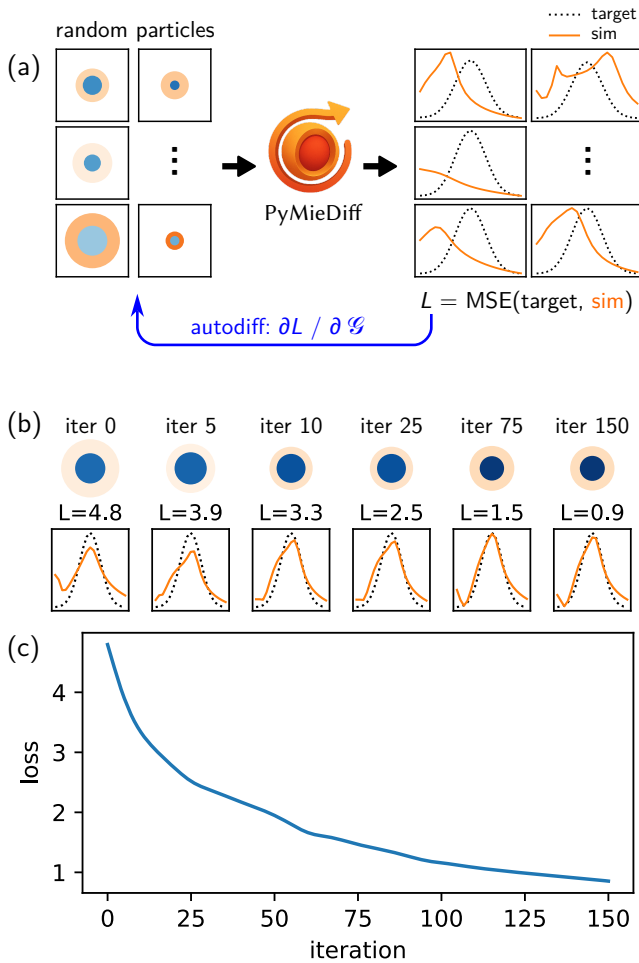 target
sim
random particles
(a)
PyMieDiff
L = MSE(target, sim)
autodiff: ∂L / ∂ 𝒢
(b)
iter 0 iter 5 iter 10 iter 25 iter 75 iter 150
L=4.8 L=3.9 L=3.3 L=2.5 L=1.5 L=0.9
(c)
4
3
2
1
loss
0 25 50 75 100 125 150
iteration